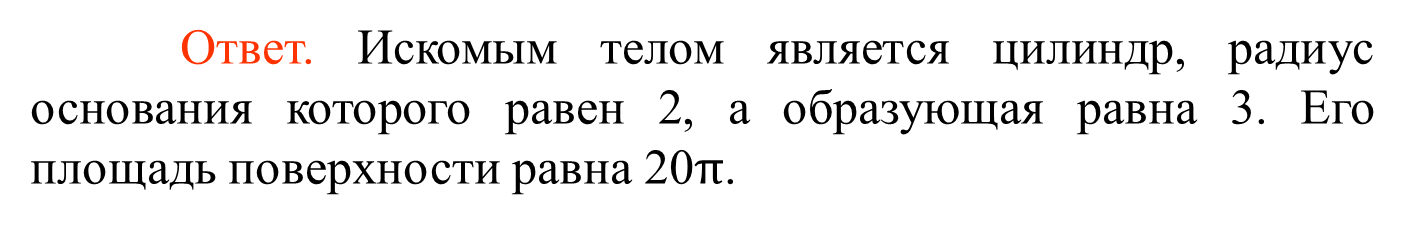 Ответ. Искомым телом является цилиндр, радиус
основания которого равен 2, а образующая равна 3. Его
площадь поверхности равна 20π.